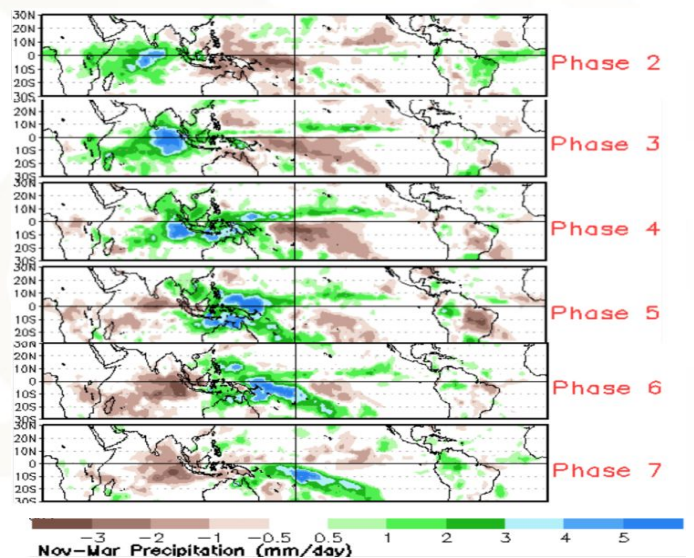 30N
20N
10N
0
10S
20S
30S
Phase 2
30N
20N
10N
0
10S
20S
30S
Phase 3
30N
20N
10N
0
10S
20S
30S
Phase 4
30N
20N
10N
0
10S
20S
Phase 5
30N
20N
10N
0
10S
20S
30S
Phase 6
30N
20N
10N
0
10S
20S
30S
Phase 7
-3 -2 -1 -0.5 0.5 1 2 3 4 5
Nov-Mar Precipitation (mm/day)